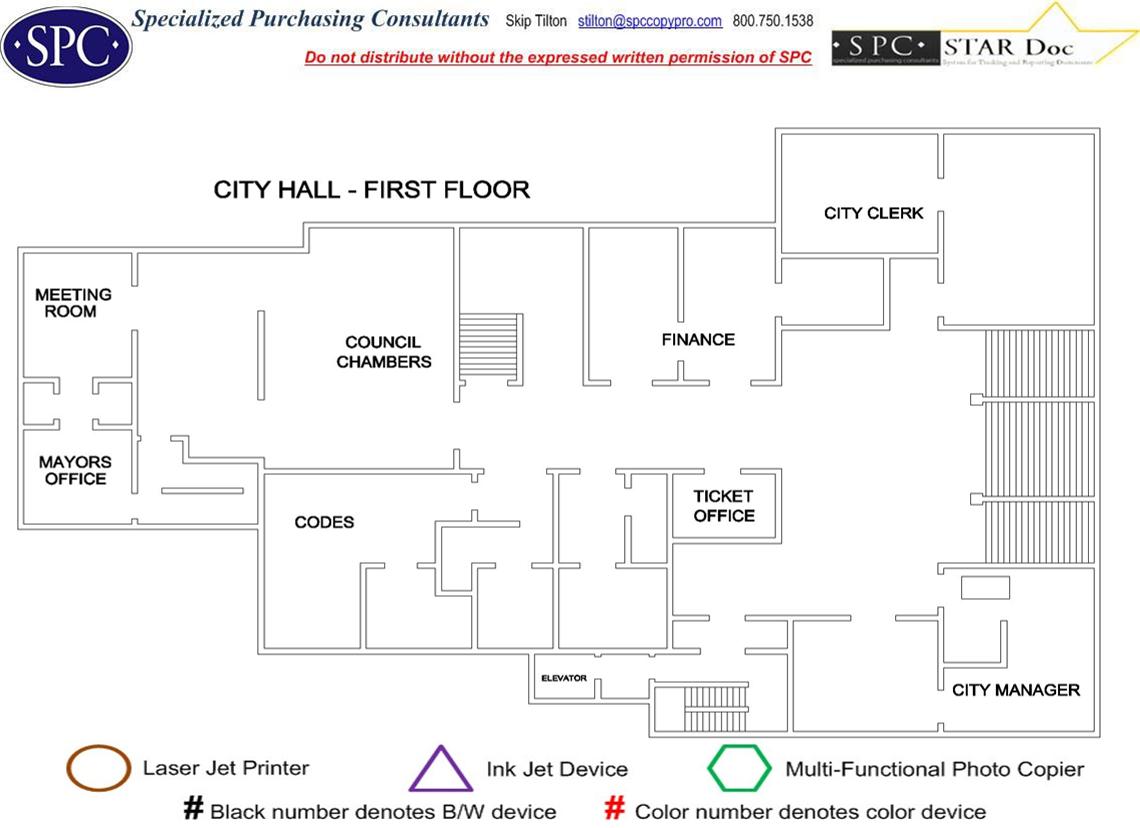 Specialized Purchasing Consultants Skip Tilton stilton@spccopypro.com 800.750.1538
·SPC·
Do not distribute without the expressed written permission of SPC
·SPC· STAR Doc
specialized purchasing consultants System for Tracking and Reporting Documents
CITY HALL - FIRST FLOOR
CITY CLERK
MEETING
ROOM
COUNCIL
CHAMBERS
FINANCE
MAYORS
OFFICE
CODES
TICKET
OFFICE
ELEVATOR
CITY MANAGER
Laser Jet Printer
Ink Jet Device
Multi-Functional Photo Copier
# Black number denotes B/W device
# Color number denotes color device